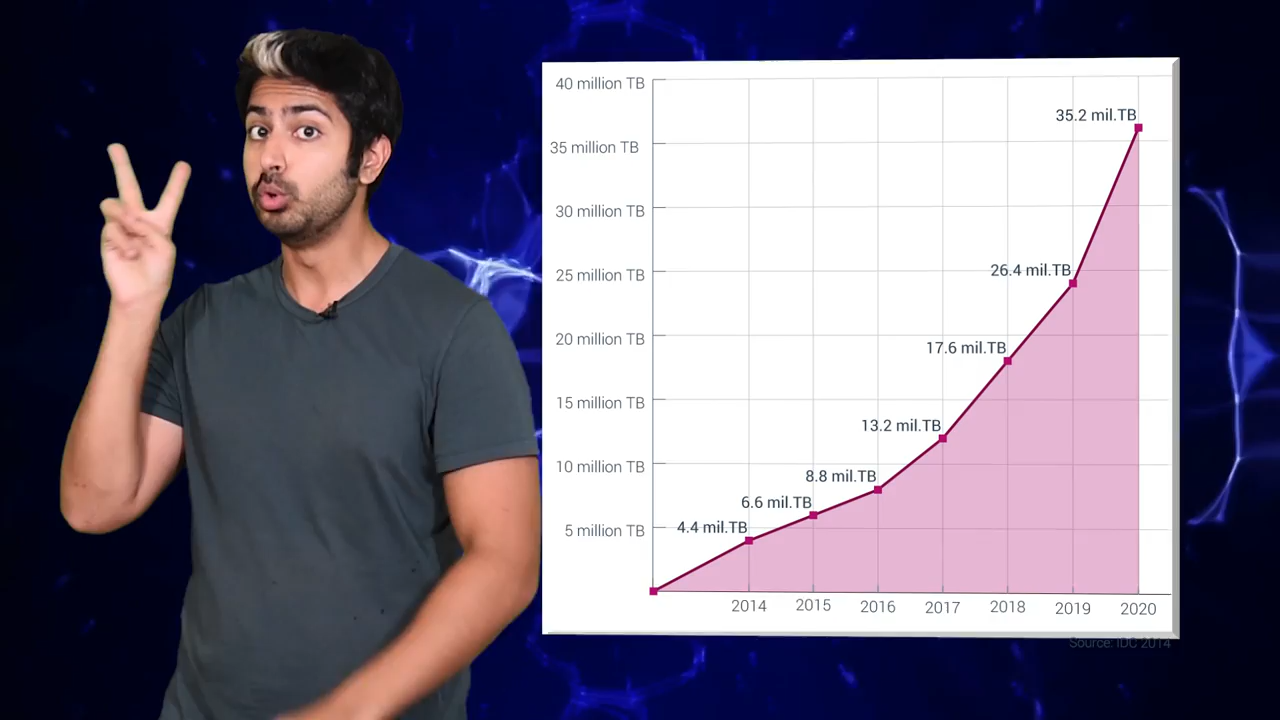 40 million TB
35 million TB
30 million TB
25 million TB
20 million TB
15 million TB
10 million TB
5 million TB
4.4 mil.TB
6.6 mil.TB
8.8 mil.TB
13.2 mil.TB
17.6 mil.TB
26.4 mil.TB
35.2 mil.TB
2014 2015 2016 2017 2018 2019 2020
Source: IDC 2014